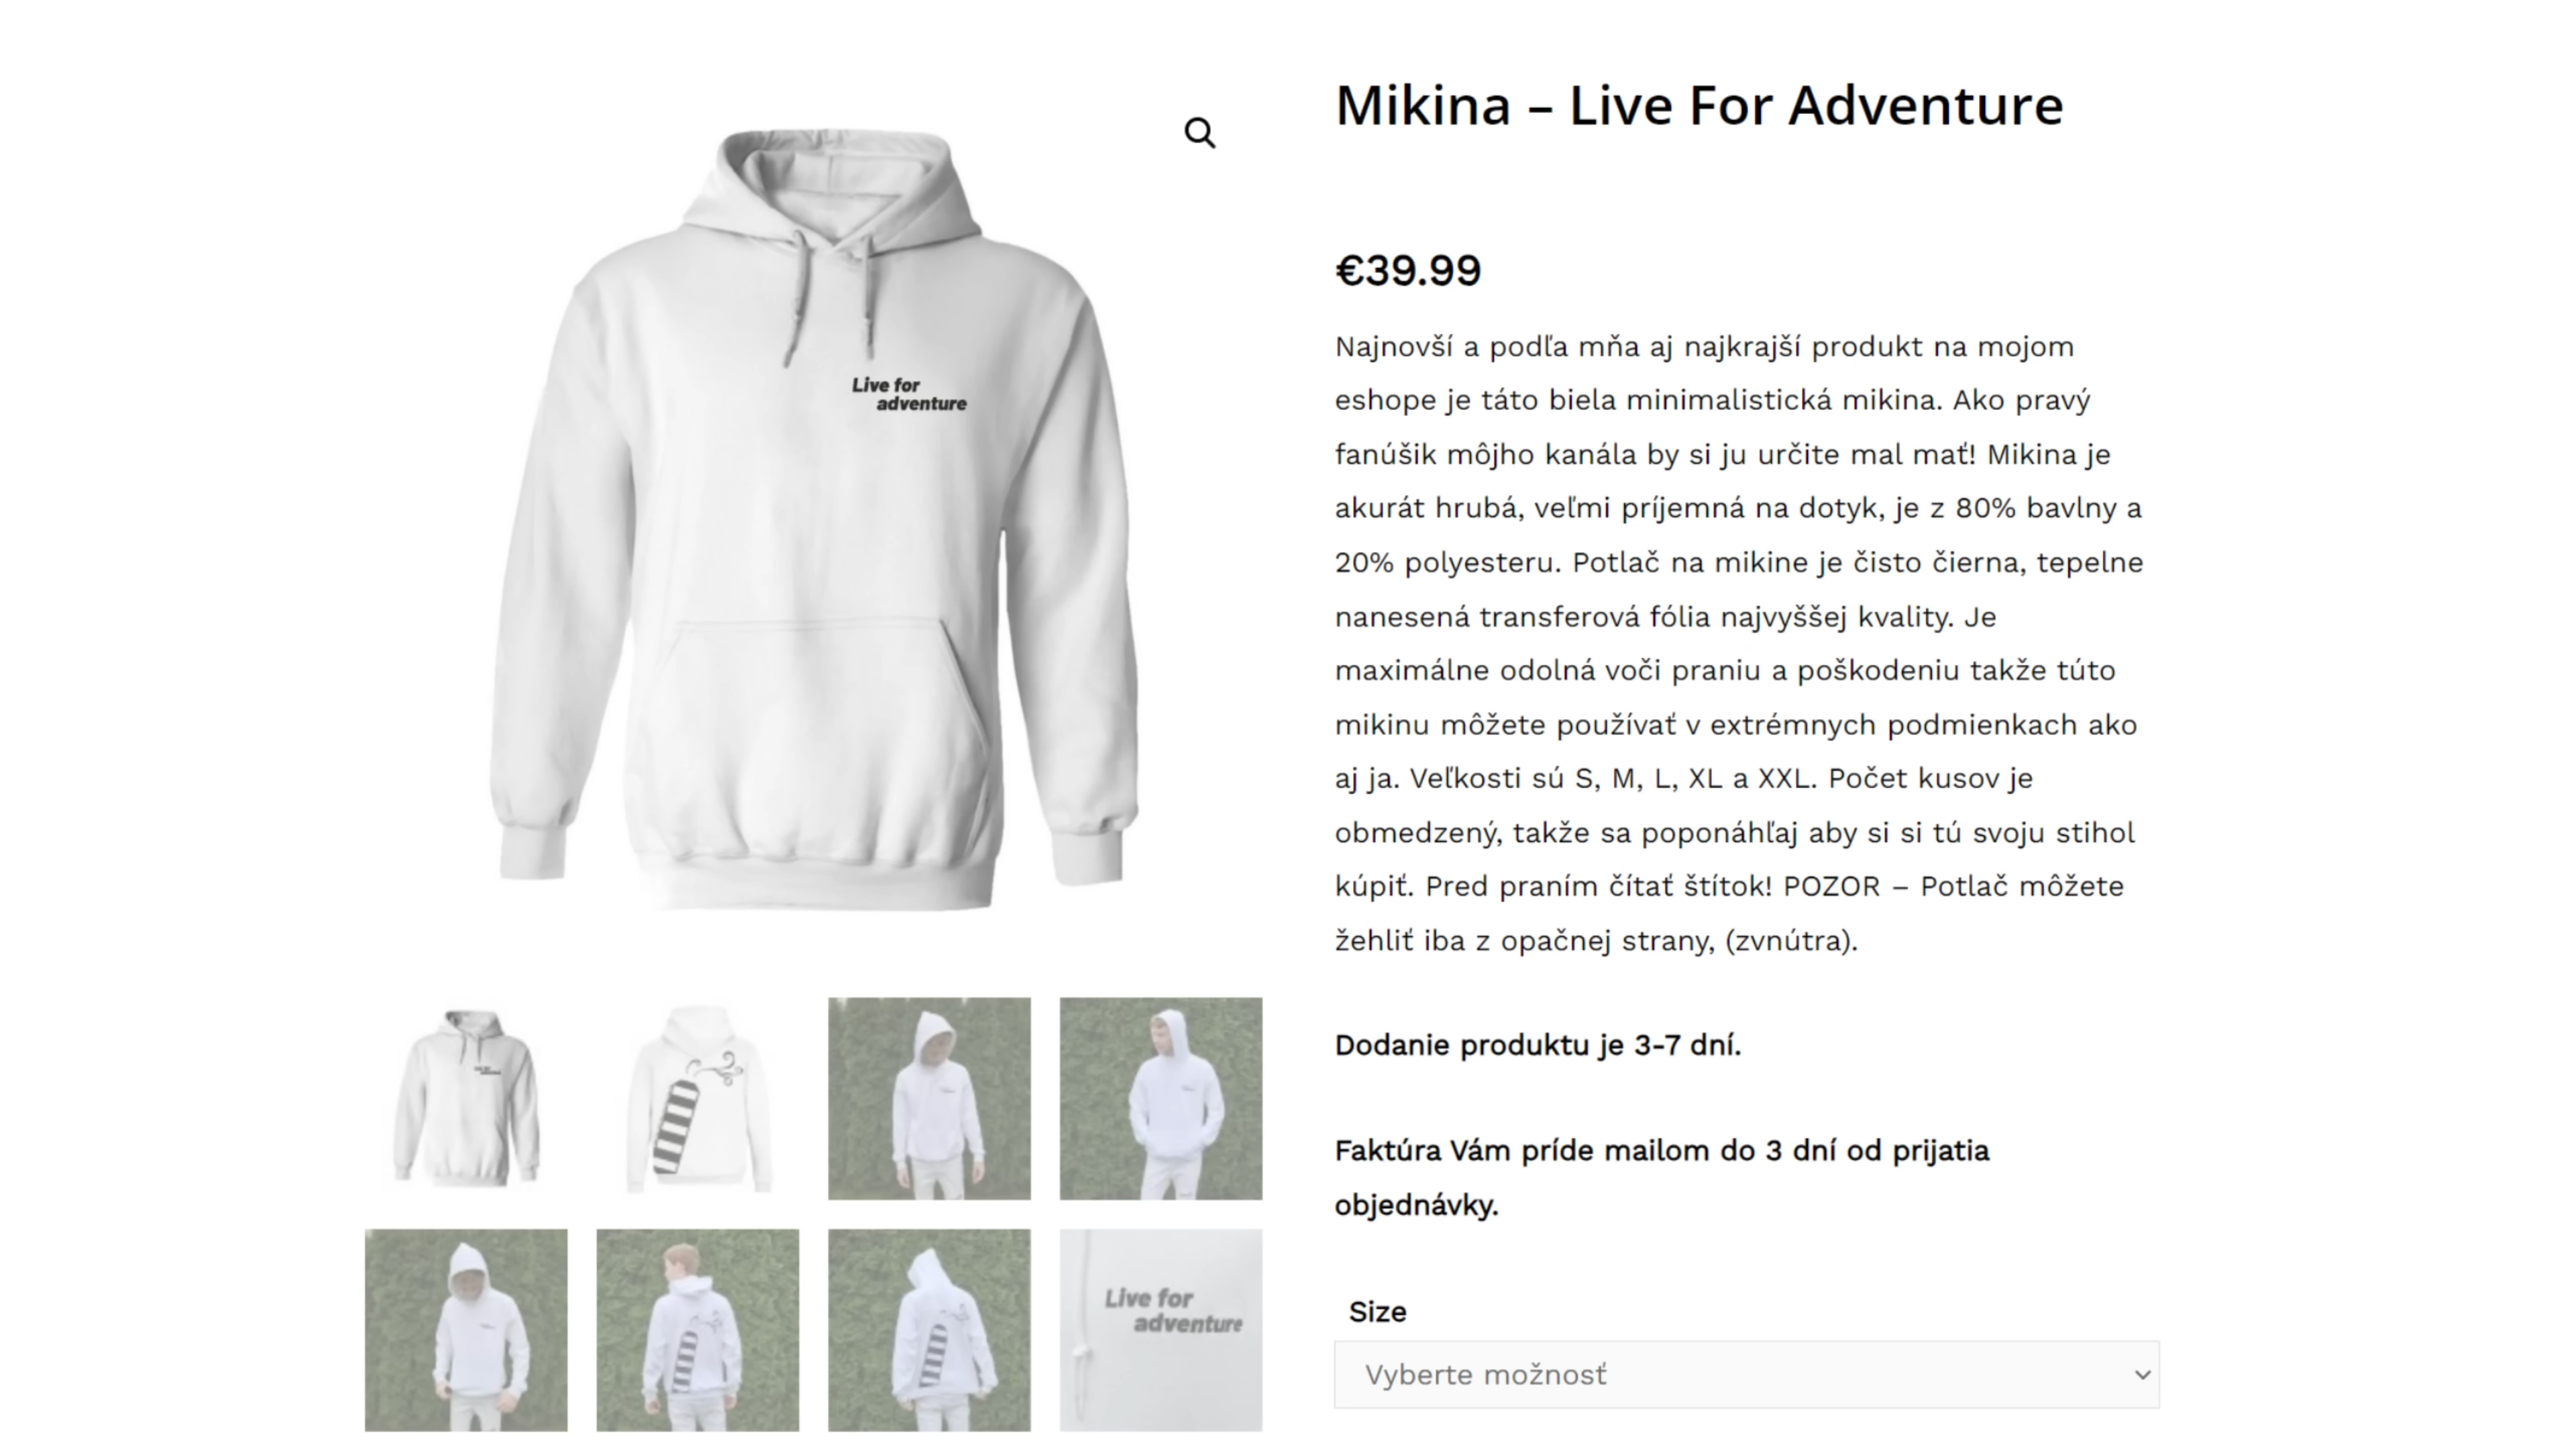 Mikina – Live For Adventure
€39.99
Live for
adventure
Najnovší a podľa mňa aj najkrajší produkt na mojom
eshope je táto biela minimalistická mikina. Ako pravý
fanúšik môjho kanála by si ju určite mal mať! Mikina je
akurát hrubá, veľmi príjemná na dotyk, je z 80% bavlny a
20% polyesteru. Potlač na mikine je čisto čierna, tepelne
nanesená transferová fólia najvyššej kvality. Je
maximálne odolná voči praniu a poškodeniu takže túto
mikinu môžete používať v extrémnych podmienkach ako
aj ja. Veľkosti sú S, M, L, XL a XXL. Počet kusov je
obmedzený, takže sa poponáhľaj aby si si tú svoju stihol
kúpiť. Pred praním čítať štítok! POZOR – Potlač môžete
žehliť iba z opačnej strany, (zvnútra).
Dodanie produktu je 3-7 dní.
Faktúra Vám príde mailom do 3 dní od prijatia
objednávky.
Size
Vyberte možnosť
Live for
adventure